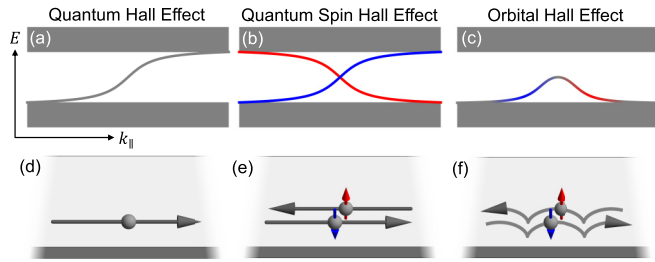 Quantum Hall Effect
Quantum Spin Hall Effect
Orbital Hall Effect
E
(a)
(b)
(c)
k∥
(d)
(e)
(f)